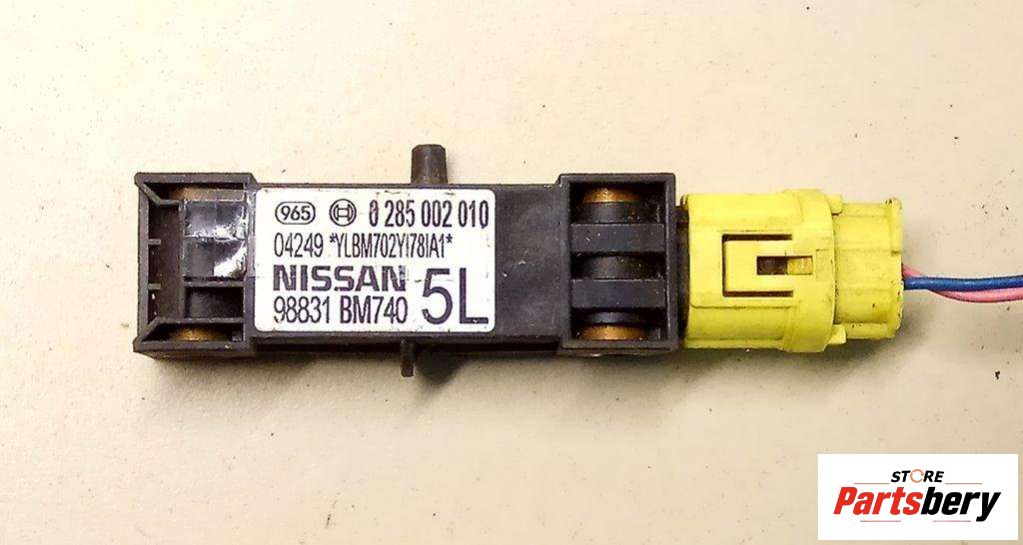 965 0 285 002 010
04249 *YLBM702YI78IA1*
NISSAN
98831 BM740 5L
STORE
Partsbery